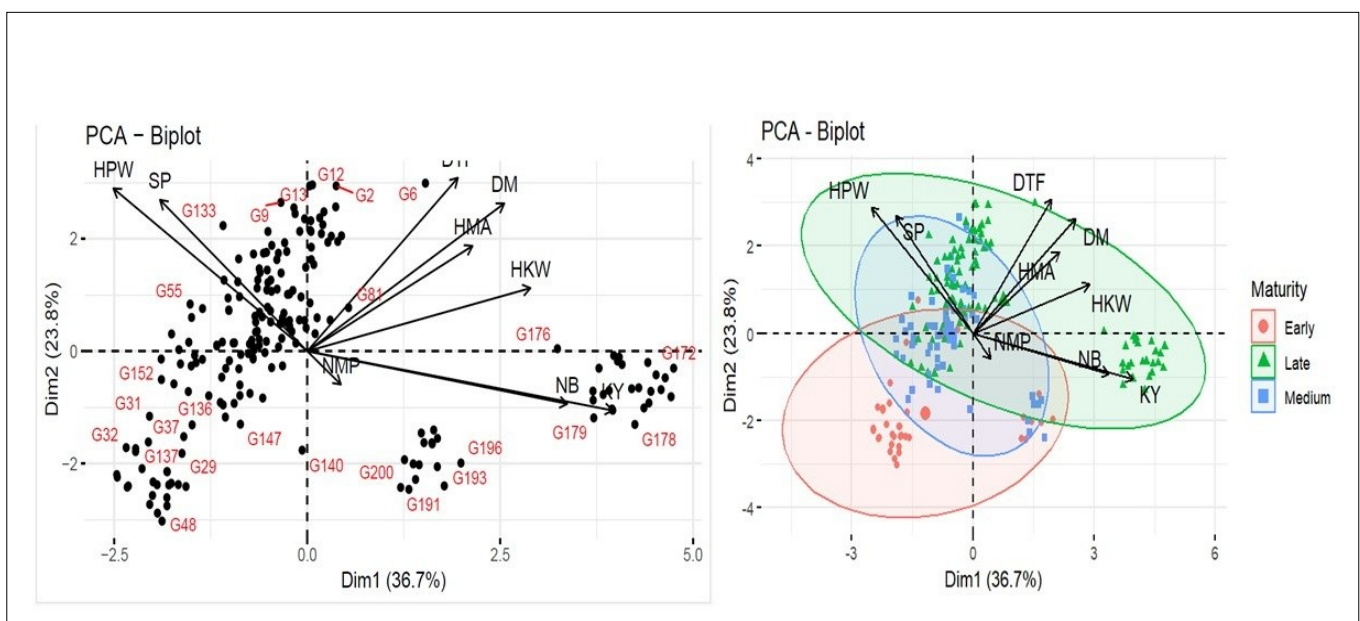 PCA − Biplot
HPW
SP
G12
G13
G2
G6
DTF
DM
G133
G9
HMA
2
HKW
G55
G81
G176
G172
0
G152
NMP
NB
KY
G31
G136
G179
G178
G32
G37
G147
G137
G29
G140
G196
G200
G193
G191
−2
G48
−2.5
0.0
2.5
5.0
Dim1 (36.7%)
Dim2 (23.8%)
PCA - Biplot
4
HPW
DTF
SP
DM
2
HMA
HKW
0
NMP
NB
KY
-2
-4
-3
0
3
6
Dim1 (36.7%)
Dim2 (23.8%)
Maturity
Early
Late
Medium